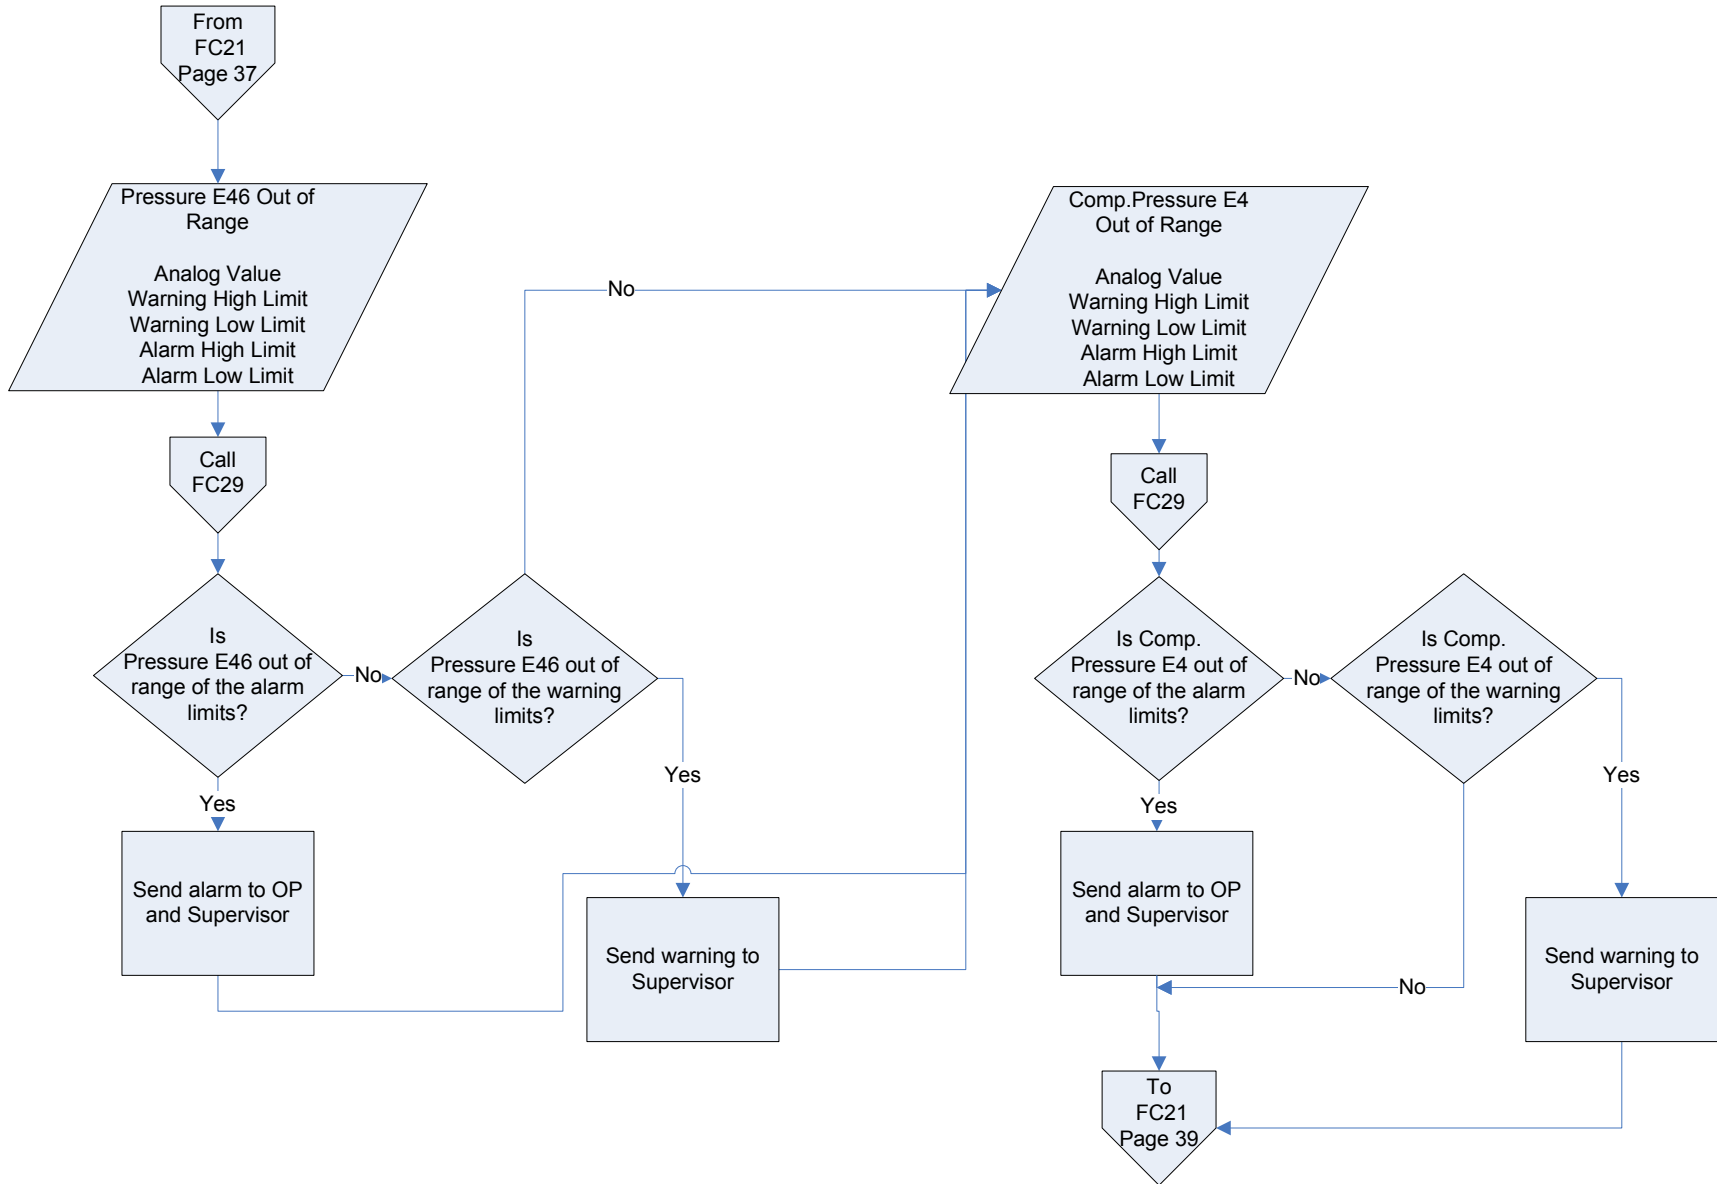 From
FC21
Page 37
Pressure E46 Out of
Range
Analog Value
Warning High Limit
Warning Low Limit
Alarm High Limit
Alarm Low Limit
Call
FC29
Is
Pressure E46 out of
range of the alarm
limits?
No
Is
Pressure E46 out of
range of the warning
limits?
No
Yes
Send alarm to OP
and Supervisor
Yes
Send warning to
Supervisor
Comp.Pressure E4
Out of Range
Analog Value
Warning High Limit
Warning Low Limit
Alarm High Limit
Alarm Low Limit
Call
FC29
Is Comp.
Pressure E4 out of
range of the alarm
limits?
No
Is Comp.
Pressure E4 out of
range of the warning
limits?
Yes
Send alarm to OP
and Supervisor
Yes
Send warning to
Supervisor
No
To
FC21
Page 39